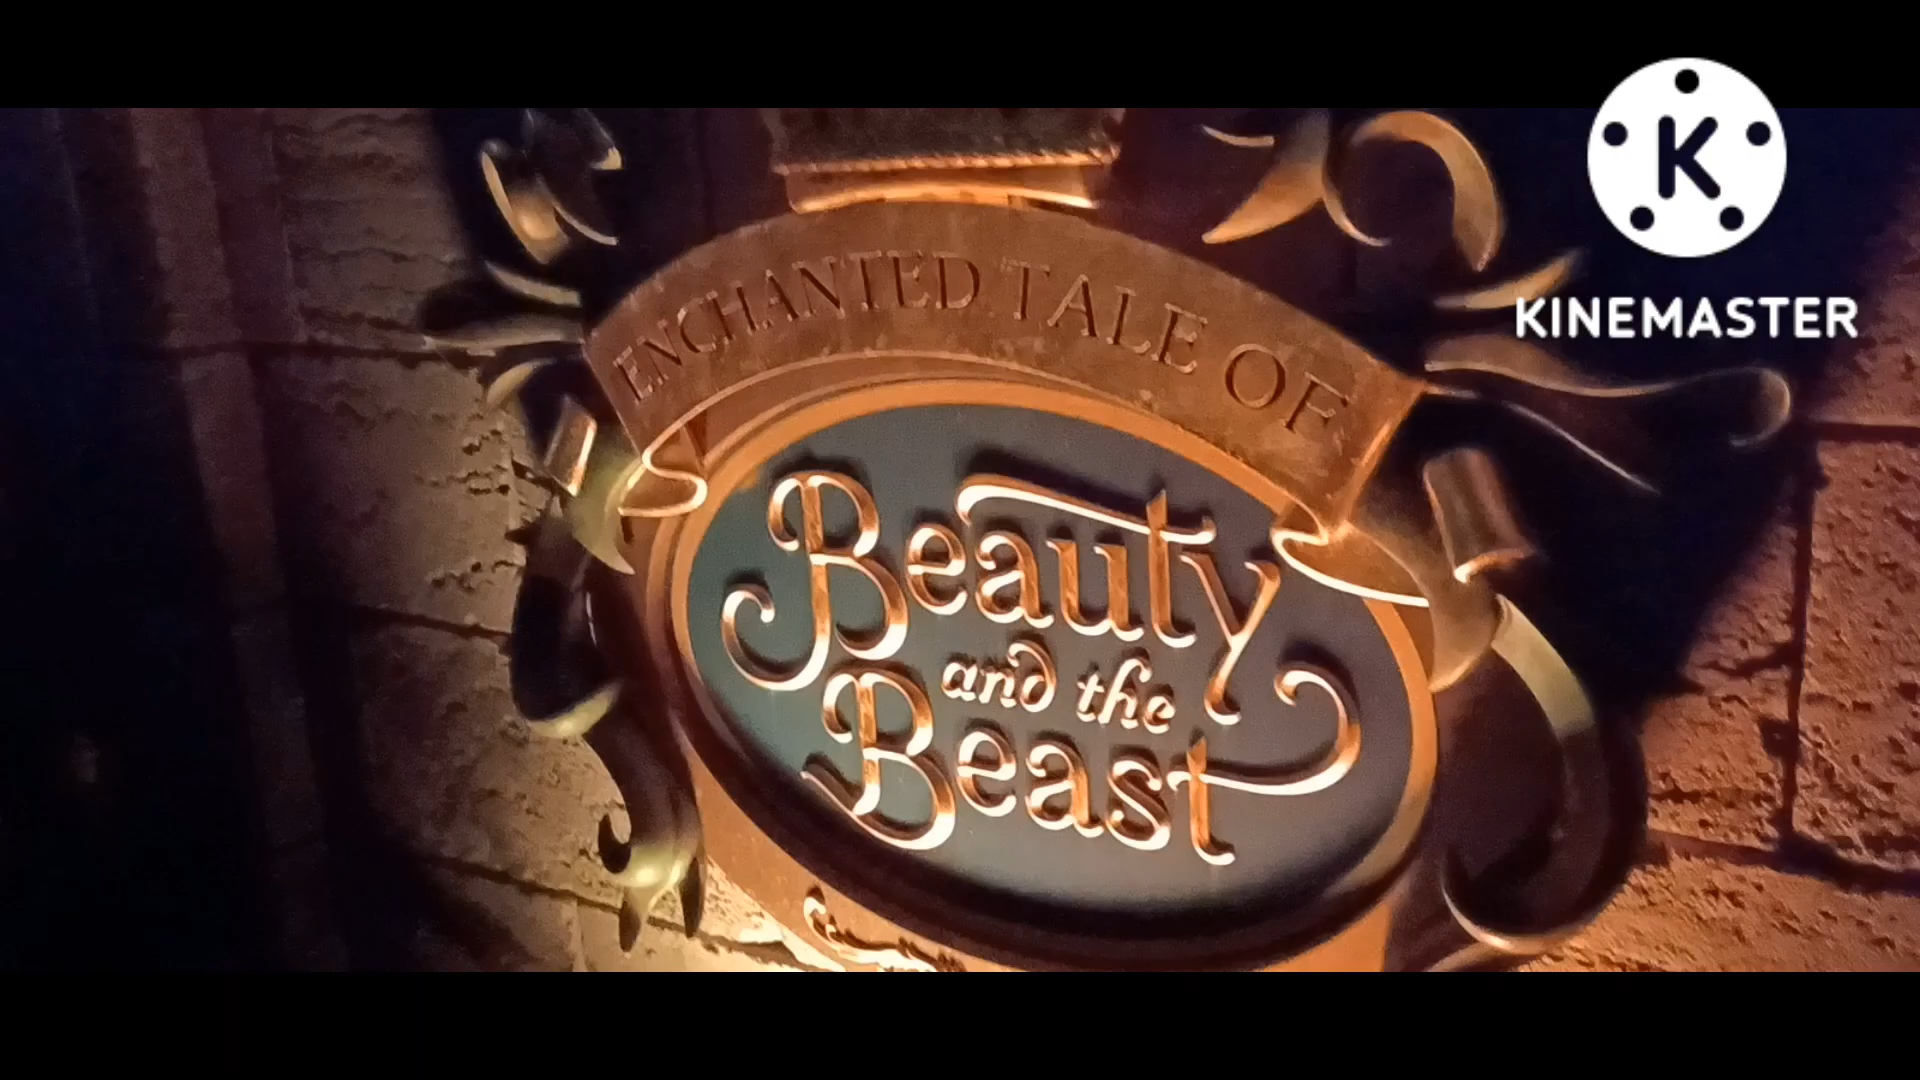 K
KINEMASTER
ENCHANTED TALE OF
Beauty
and the
Beast